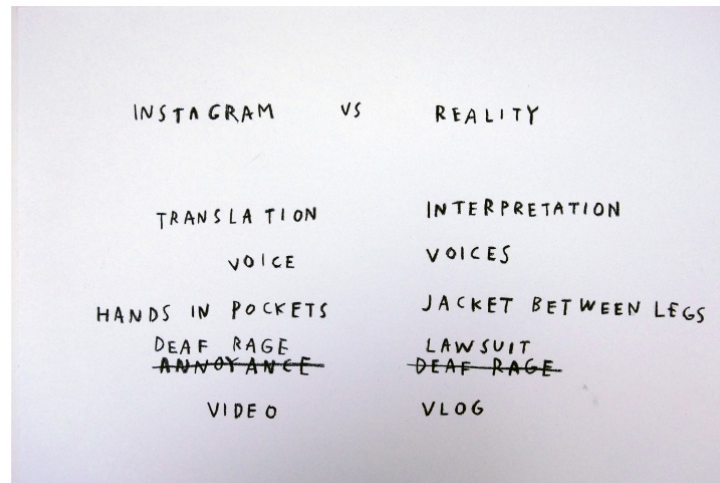 INSTAGRAM VS REALITY
TRANSLATION INTERPRETATION
VOICE VOICES
HANDS IN POCKETS JACKET BETWEEN LEGS
DEAF RAGE LAWSUIT
ANNOYANCE DEAF RAGE
VIDEO VLOG